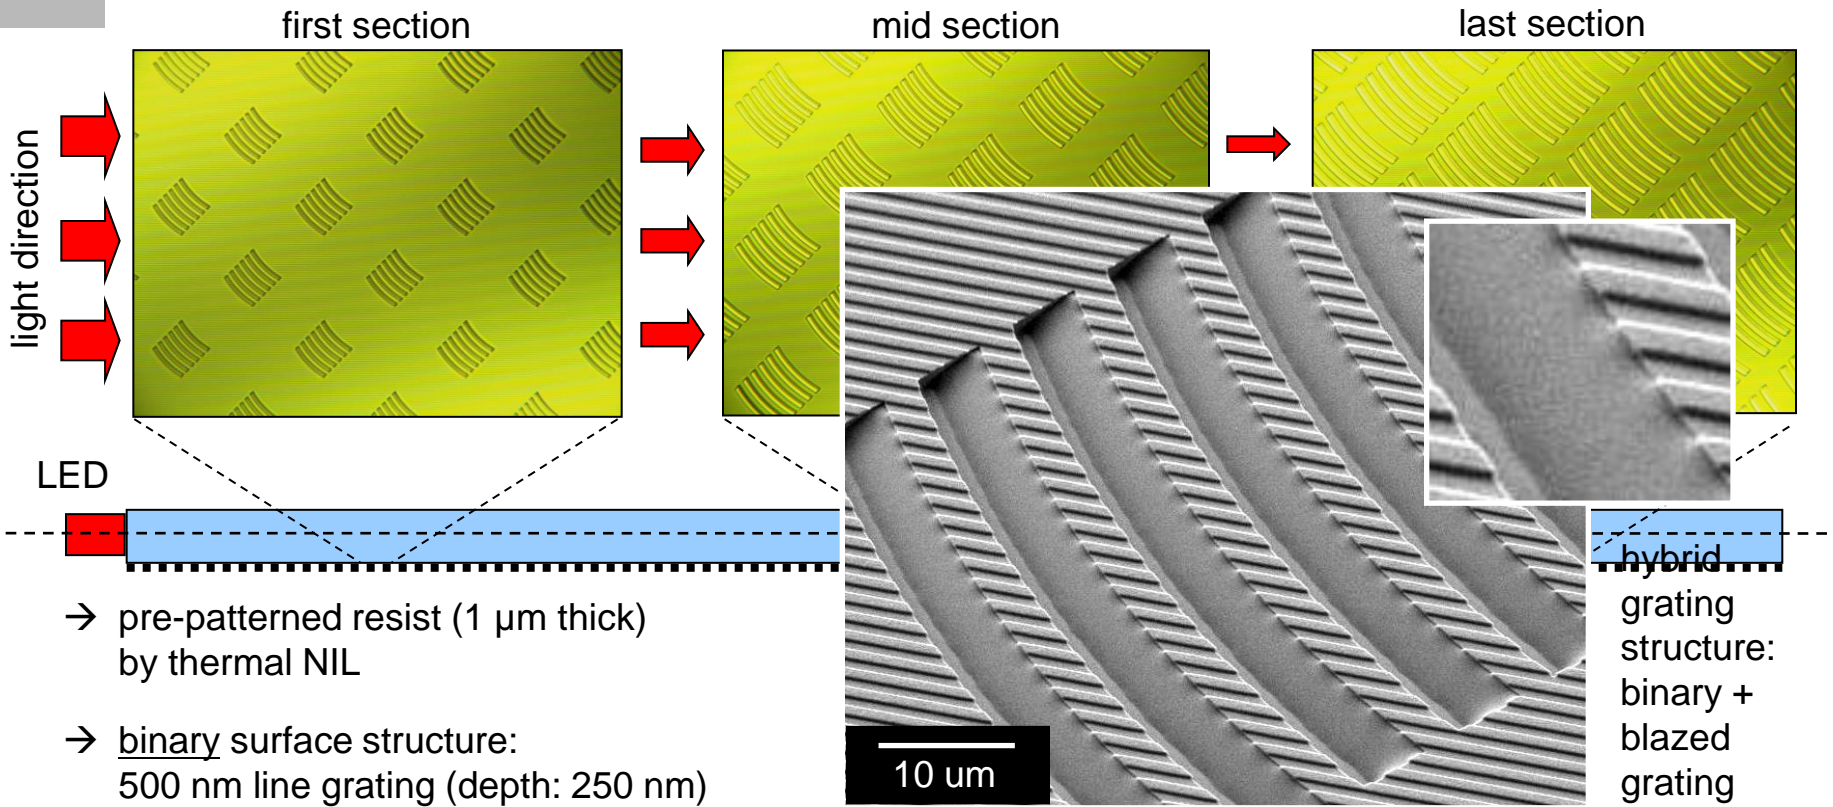 first section
mid section
last section
light direction
LED
→ pre-patterned resist (1 µm thick)
by thermal NIL
→ binary surface structure:
500 nm line grating (depth: 250 nm)
10 um
hybrid
grating
structure:
binary +
blazed
grating